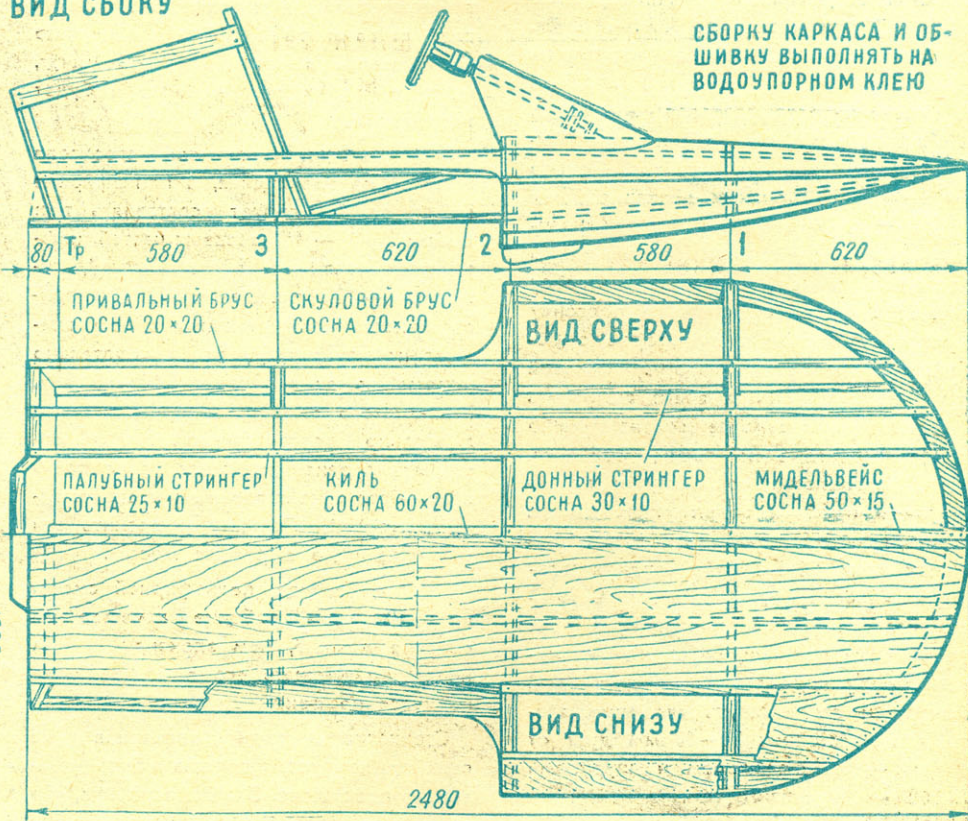 ВИД СБОКУ
СБОРКУ КАРКАСА И ОБ-
ШИВКУ ВЫПОЛНЯТЬ НА
ВОДОУПОРНОМ КЛЕЮ
80 Тр 580 3 620 2 580 1 620
ПРИВАЛЬНЫЙ БРУС
СОСНА 20×20
СКУЛОВОЙ БРУС
СОСНА 20×20
ВИД СВЕРХУ
ПАЛУБНЫЙ СТРИНГЕР
СОСНА 25×10
КИЛЬ
СОСНА 60×20
ДОННЫЙ СТРИНГЕР
СОСНА 30×10
МИДЕЛЬВЕЙС
СОСНА 50×15
ВИД СНИЗУ
2480